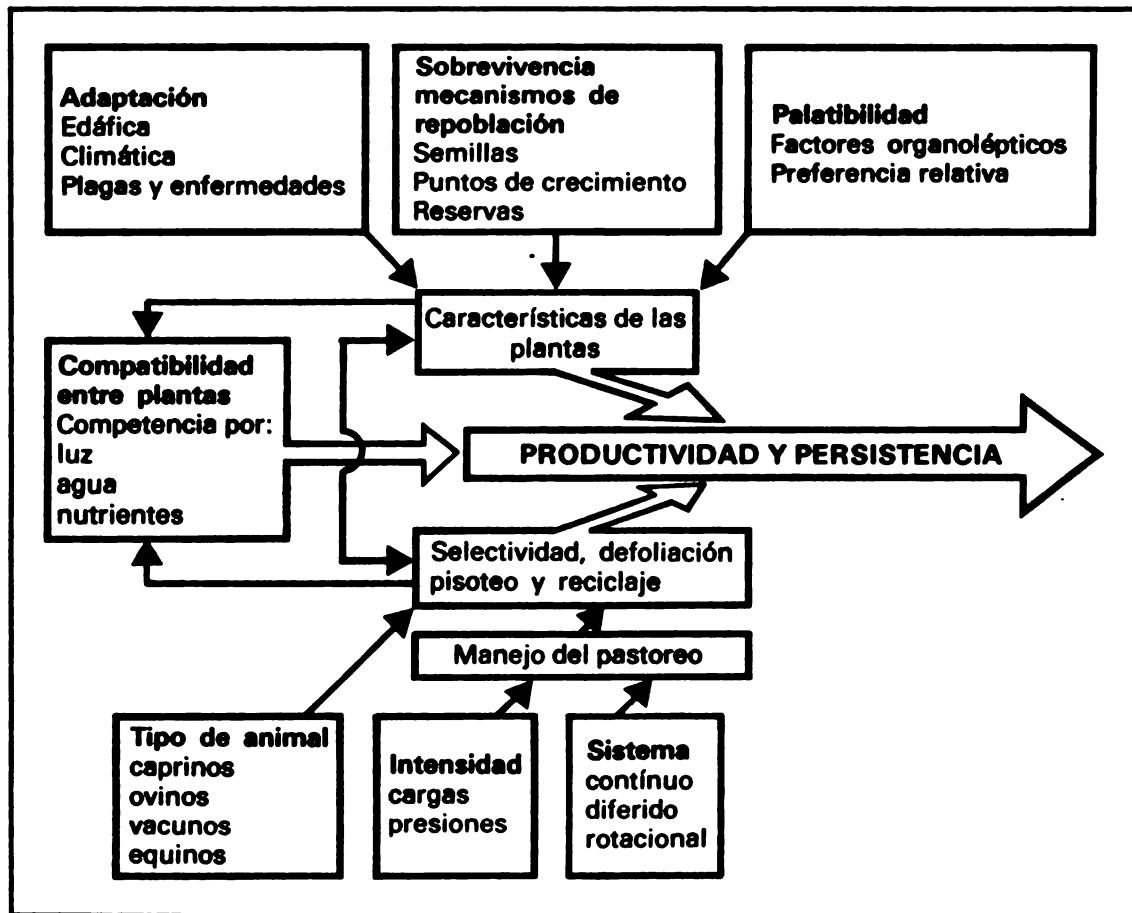 Adaptación
Edáfica
Climática
Plagas y enfermedades
Sobrevivencia
mecanismos de
repoblación
Semillas
Puntos de crecimiento
Reservas
Palatibilidad
Factores organolépticos
Preferencia relativa
Características de las
plantas
Compatibilidad
entre plantas
Competencia por:
luz
agua
nutrientes
PRODUCTIVIDAD Y PERSISTENCIA
Selectividad, defoliación
pisoteo y reciclaje
Manejo del pastoreo
Tipo de animal
caprinos
ovinos
vacunos
equinos
Intensidad
cargas
presiones
Sistema
contínuo
diferido
rotacional